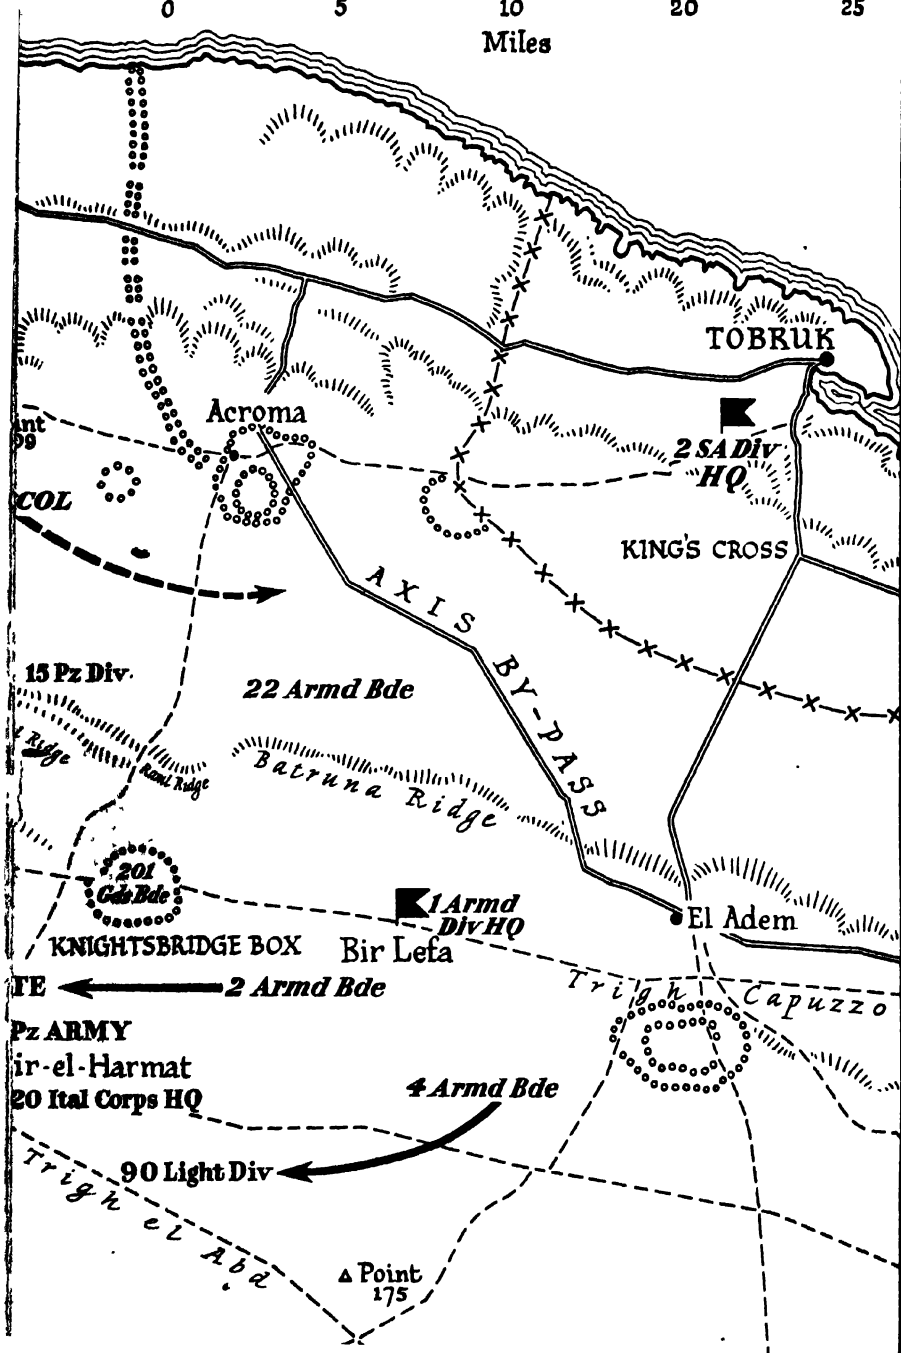 0 5 10 20 25
Miles
TOBRUK
Acroma
2 SA Div
HQ
COL
KING'S CROSS
AXIS BY-PASS
15 Pz Div
22 Armd Bde
Ridge
Raml Ridge
Batruna Ridge
201
Gds Bde
1 Armd
Div HQ
El Adem
KNIGHTSBRIDGE BOX
Bir Lefa
TE
2 Armd Bde
Trigh Capuzzo
Pz ARMY
ir-el-Harmat
20 Ital Corps HQ
4 Armd Bde
90 Light Div
Trigh el Abd
Point
175